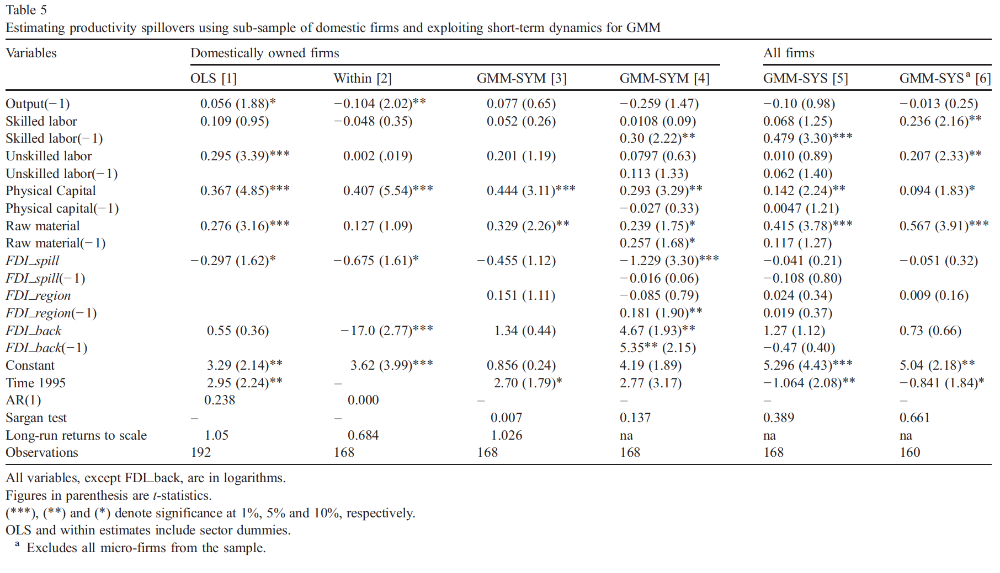 Table 5
Estimating productivity spillovers using sub-sample of domestic firms and exploiting short-term dynamics for GMM
Variables Domestically owned firms All firms
OLS [1] Within [2] GMM-SYM [3] GMM-SYM [4] GMM-SYS [5] GMM-SYS a [6]
Output(−1) 0.056 (1.88)* −0.104 (2.02)** 0.077 (0.65) −0.259 (1.47) −0.10 (0.98) −0.013 (0.25)
Skilled labor 0.109 (0.95) −0.048 (0.35) 0.052 (0.26) 0.0108 (0.09) 0.068 (1.25) 0.236 (2.16)**
Skilled labor(−1) 0.30 (2.22)** 0.479 (3.30)***
Unskilled labor 0.295 (3.39)*** 0.002 (.019) 0.201 (1.19) 0.0797 (0.63) 0.010 (0.89) 0.207 (2.33)**
Unskilled labor(−1) 0.113 (1.33) 0.062 (1.40)
Physical Capital 0.367 (4.85)*** 0.407 (5.54)*** 0.444 (3.11)*** 0.293 (3.29)** 0.142 (2.24)** 0.094 (1.83)*
Physical capital(−1) −0.027 (0.33) 0.0047 (1.21)
Raw material 0.276 (3.16)*** 0.127 (1.09) 0.329 (2.26)** 0.239 (1.75)* 0.415 (3.78)*** 0.567 (3.91)***
Raw material(−1) 0.257 (1.68)* 0.117 (1.27)
FDI_spill −0.297 (1.62)* −0.675 (1.61)* −0.455 (1.12) −1.229 (3.30)*** −0.041 (0.21) −0.051 (0.32)
FDI_spill(−1) −0.016 (0.06) −0.108 (0.80)
FDI_region 0.151 (1.11) −0.085 (0.79) 0.024 (0.34) 0.009 (0.16)
FDI_region(−1) 0.181 (1.90)** 0.019 (0.37)
FDI_back 0.55 (0.36) −17.0 (2.77)*** 1.34 (0.44) 4.67 (1.93)** 1.27 (1.12) 0.73 (0.66)
FDI_back(−1) 5.35** (2.15) −0.47 (0.40)
Constant 3.29 (2.14)** 3.62 (3.99)*** 0.856 (0.24) 4.19 (1.89) 5.296 (4.43)*** 5.04 (2.18)**
Time 1995 2.95 (2.24)** – 2.70 (1.79)* 2.77 (3.17) −1.064 (2.08)** −0.841 (1.84)*
AR(1) 0.238 0.000 – – – –
Sargan test – – 0.007 0.137 0.389 0.661
Long-run returns to scale 1.05 0.684 1.026 na na na
Observations 192 168 168 168 168 160
All variables, except FDI_back, are in logarithms.
Figures in parenthesis are t-statistics.
(***), (**) and (*) denote significance at 1%, 5% and 10%, respectively.
OLS and within estimates include sector dummies.
a Excludes all micro-firms from the sample.